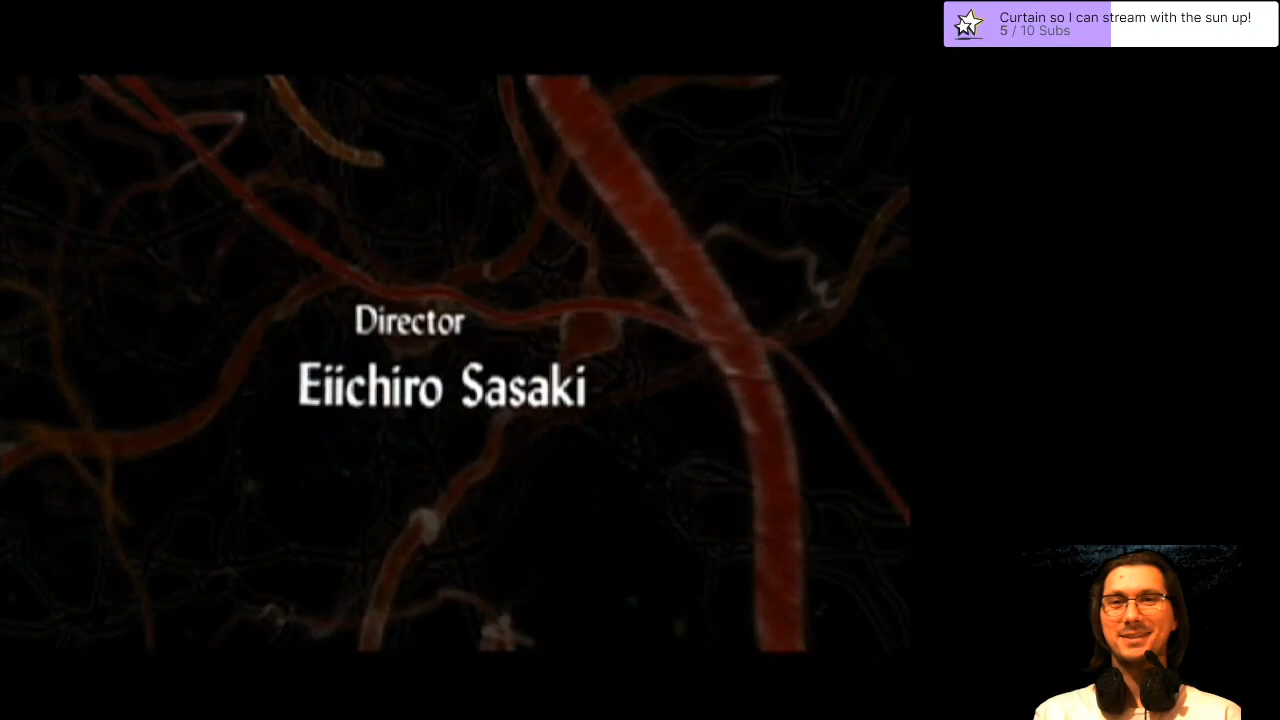 Curtain so I can stream with the sun up!
5 / 10 Subs
Director
Eiichiro Sasaki